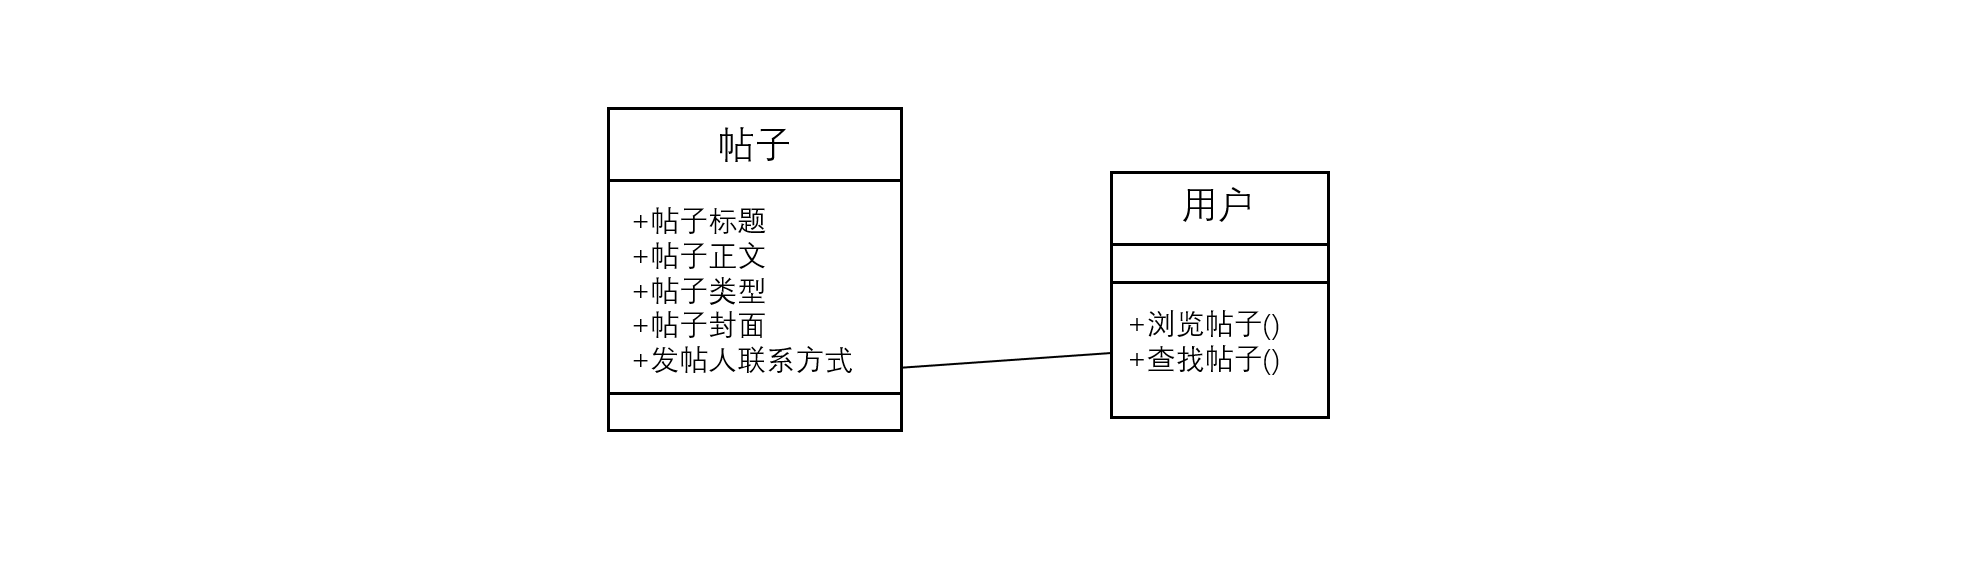 帖子
+帖子标题
+帖子正文
+帖子类型
+帖子封面
+发帖人联系方式
用户
+浏览帖子()
+查找帖子()